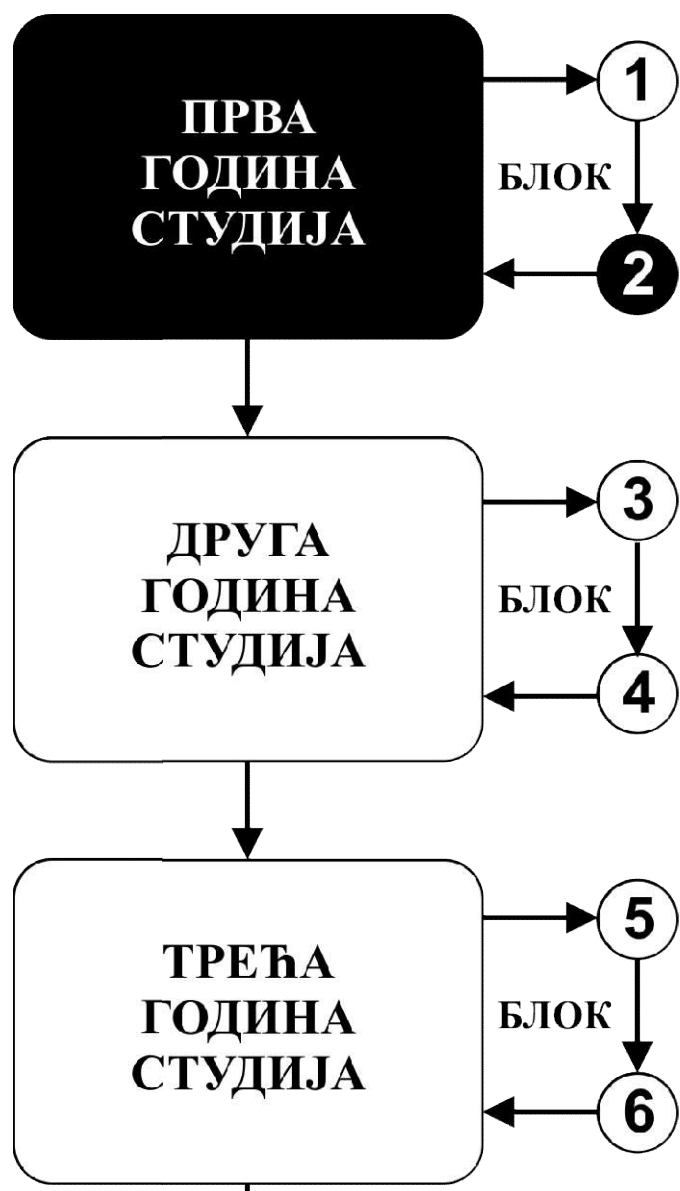 ПРВА
ГОДИНА
СТУДИЈА
1
БЛОК
2
ДРУГА
ГОДИНА
СТУДИЈА
3
БЛОК
4
ТРЕЋА
ГОДИНА
СТУДИЈА
5
БЛОК
6